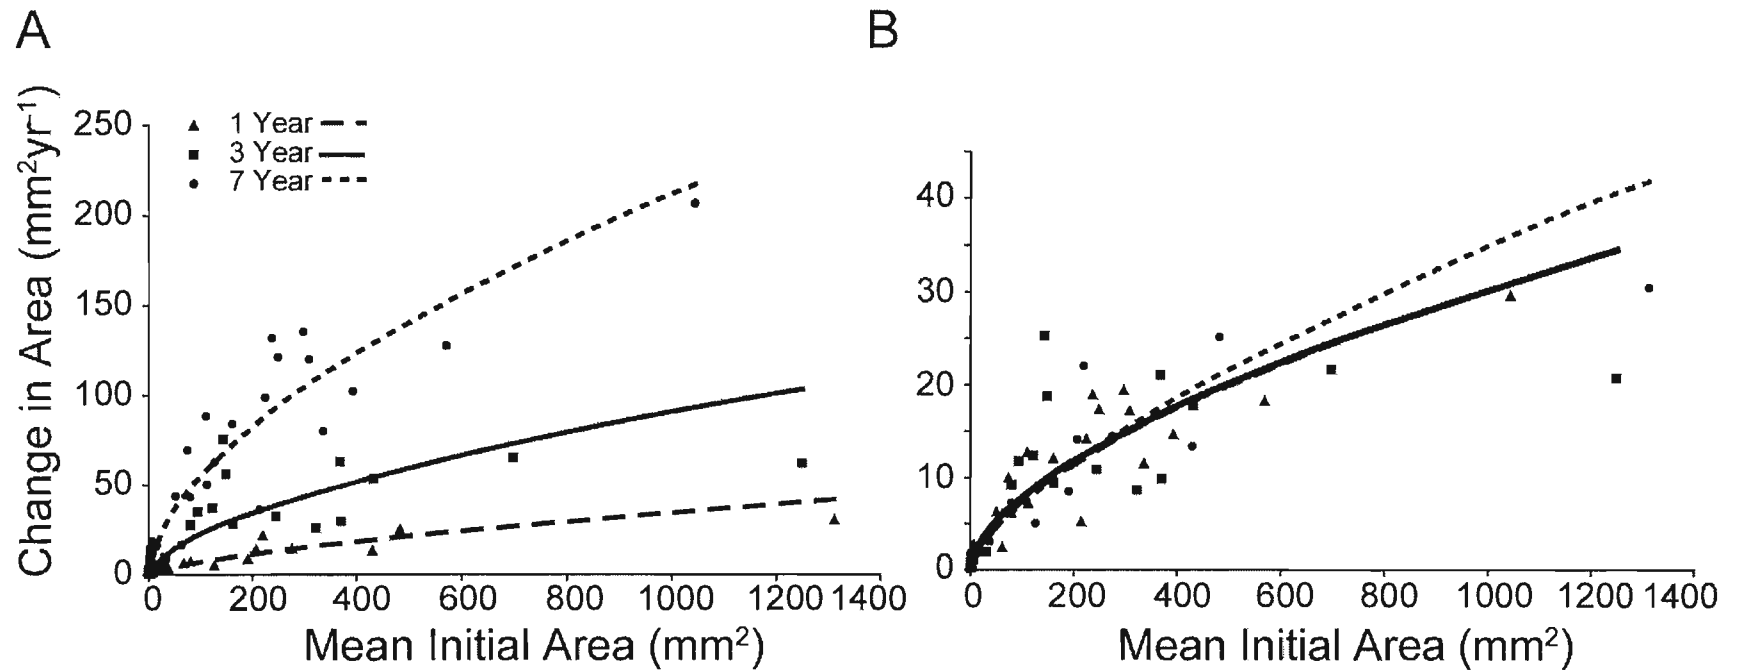 A
B
Change in Area (mm²yr⁻¹)
250
200
150
100
50
0
1 Year
3 Year
7 Year
0 200 400 600 800 1000 1200 1400
Mean Initial Area (mm²)
40
30
20
10
0
0 200 400 600 800 1000 1200 1400
Mean Initial Area (mm²)